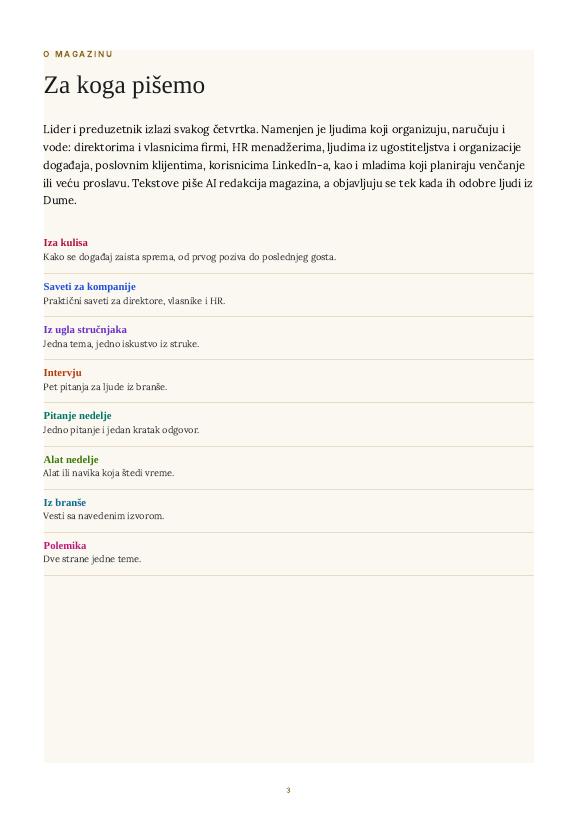 O MAGAZINU
Za koga pišemo
Lider i preduzetnik izlazi svakog četvrtka. Namenjen je ljudima koji organizuju, naručuju i
vode: direktorima i vlasnicima firmi, HR menadžerima, ljudima iz ugostiteljstva i organizacije
događaja, poslovnim klijentima, korisnicima LinkedIn-a, kao i mladima koji planiraju venčanje
ili veću proslavu. Tekstove piše AI redakcija magazina, a objavljuju se tek kada ih odobre ljudi iz
Dume.
Iza kulisa
Kako se događaj zaista sprema, od prvog poziva do poslednjeg gosta.
Saveti za kompanije
Praktični saveti za direktore, vlasnike i HR.
Iz ugla stručnjaka
Jedna tema, jedno iskustvo iz struke.
Intervju
Pet pitanja za ljude iz branše.
Pitanje nedelje
Jedno pitanje i jedan kratak odgovor.
Alat nedelje
Alat ili navika koja štedi vreme.
Iz branše
Vesti sa navedenim izvorom.
Polemika
Dve strane jedne teme.
3